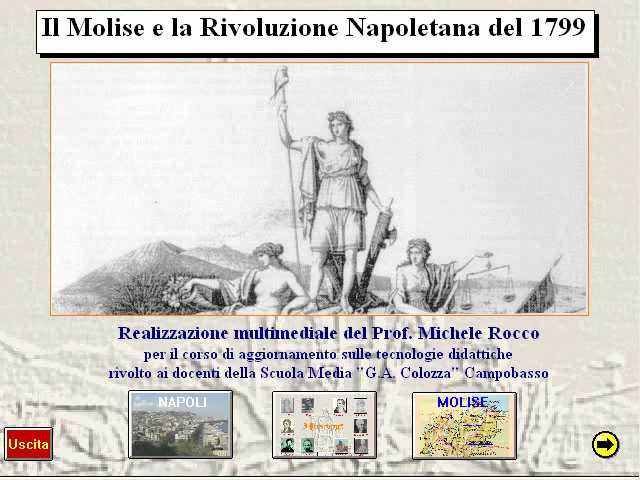 Il Molise e la Rivoluzione Napoletana del 1799
Realizzazione multimediale del Prof. Michele Rocco
per il corso di aggiornamento sulle tecnologie didattiche
rivolto ai docenti della Scuola Media "G.A. Colozza" Campobasso
NAPOLI
MOLISE
Uscita